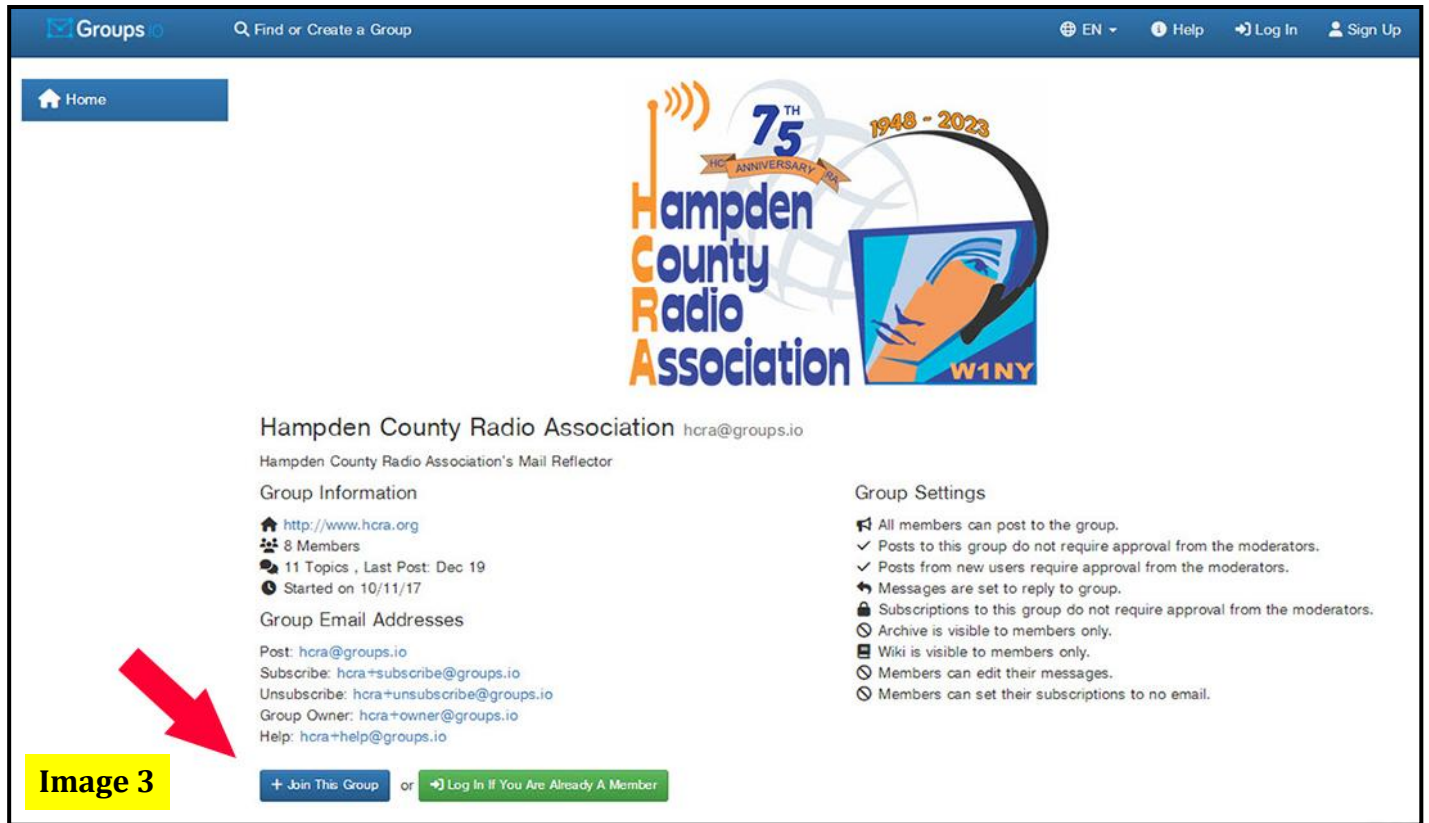 Groups.io
Find or Create a Group
EN
Help
Log In
Sign Up
Home
75TH
1948 - 2023
HC ANNIVERSARY RA
Hampden
County
Radio
Association
W1NY
Hampden County Radio Association hcra@groups.io
Hampden County Radio Association's Mail Reflector
Group Information
http://www.hcra.org
8 Members
11 Topics , Last Post: Dec 19
Started on 10/11/17
Group Email Addresses
Post: hcra@groups.io
Subscribe: hcra+subscribe@groups.io
Unsubscribe: hcra+unsubscribe@groups.io
Group Owner: hcra+owner@groups.io
Help: hcra+help@groups.io
Group Settings
All members can post to the group.
Posts to this group do not require approval from the moderators.
Posts from new users require approval from the moderators.
Messages are set to reply to group.
Subscriptions to this group do not require approval from the moderators.
Archive is visible to members only.
Wiki is visible to members only.
Members can edit their messages.
Members can set their subscriptions to no email.
Image 3
+ Join This Group or Log In If You Are Already A Member